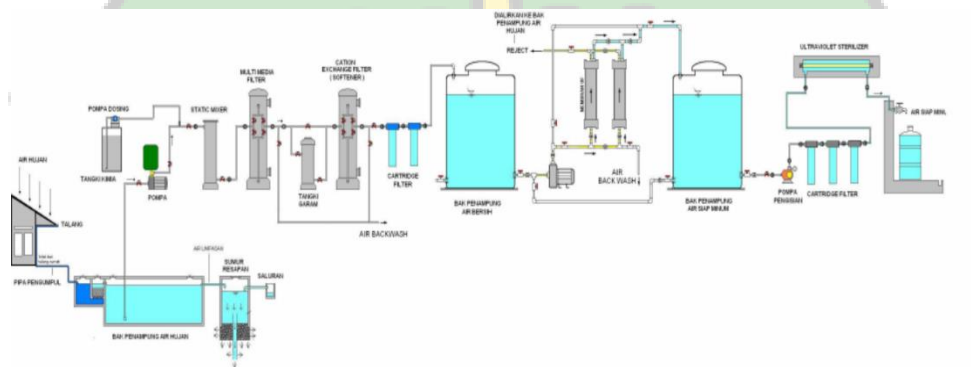 DIALIRKAN KE BAK
PENAMPUNG AIR
HUJAN
REJECT
ULTRAVIOLET STERILIZER
CATION
EXCHANGE FILTER
( SOFTENER )
MULTI MEDIA
FILTER
POMPA DOSING
STATIC MIXER
AIR SIAP MINUM
AIR HUJAN
TANGKI KIMIA
POMPA
TANGKI
GARAM
CARTRIDGE
FILTER
AIR
BACK WASH
POMPA
PENGISIAN
CARTRIDGE FILTER
BAK PENAMPUNG
AIR BERSIH
BAK PENAMPUNG
AIR SIAP MINUM
TALANG
AIR BACKWASH
AIR LIMPASAN
SUMUR
RESAPAN
SALURAN
PIPA PENGUMPUL
BAK PENAMPUNG AIR HUJAN